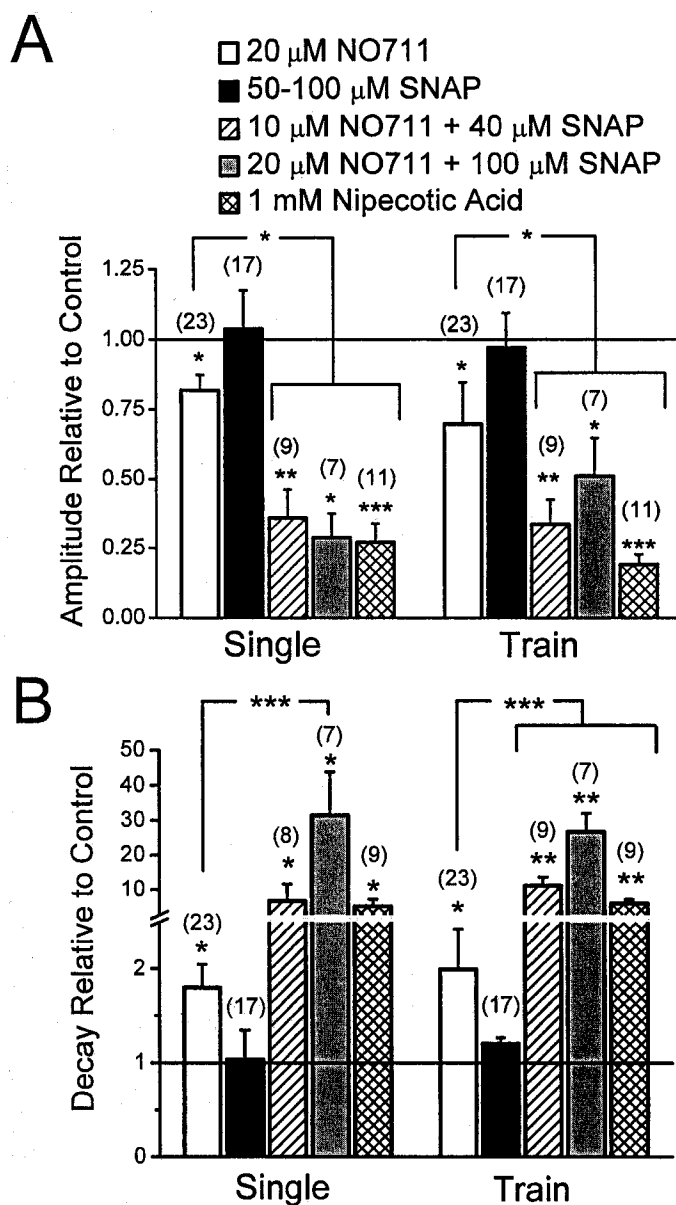 A
20 μM NO711
50-100 μM SNAP
10 μM NO711 + 40 μM SNAP
20 μM NO711 + 100 μM SNAP
1 mM Nipecotic Acid
* *
1.25
(17) (17)
(23) (23)
1.00
* *
0.75
(7)
(9) (7) (11) (9) *
** * *** ** (11)
0.50
***
0.25
0.00
Amplitude Relative to Control
Single Train
B
*** ***
50
(7) (7)
40
* **
(8) (9) (9) (9)
30
* * ** **
20
10
(23) (23)
* *
2
(17) (17)
1
0
Decay Relative to Control
Single Train